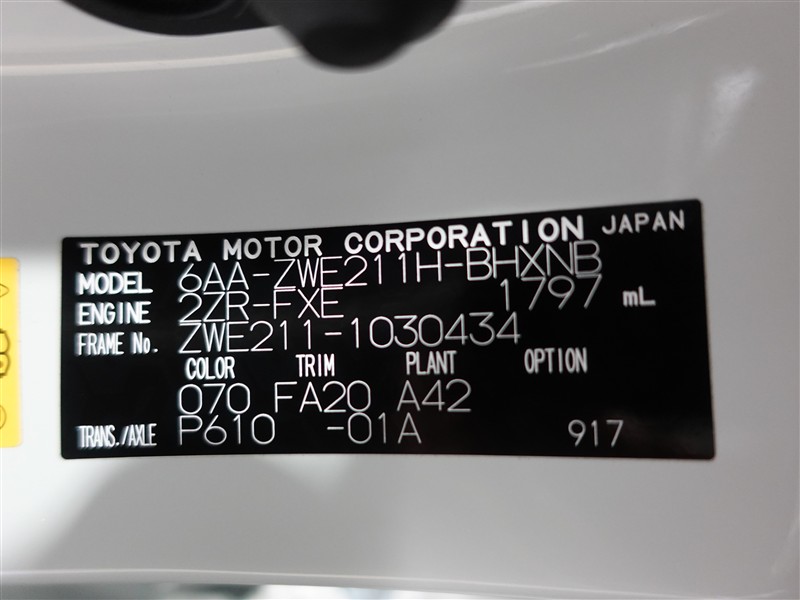 TOYOTA MOTOR CORPORATION JAPAN
MODEL 6AA-ZWE211H-BHXNB
ENGINE 2ZR-FXE 1797 mL
FRAME No. ZWE211-1030434
COLOR TRIM PLANT OPTION
070 FA20 A42
TRANS./AXLE P610 -01A 917